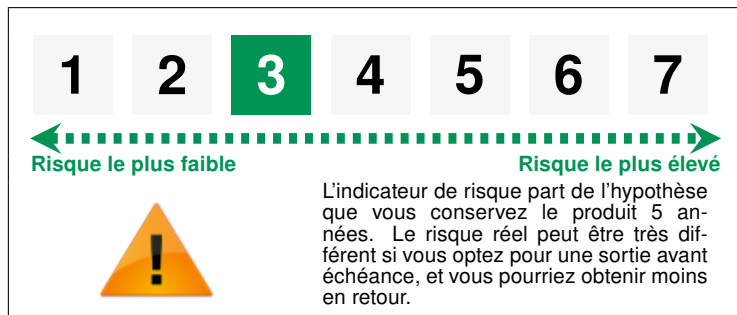 1 2 3 4 5 6 7
Risque le plus faible Risque le plus élevé
L'indicateur de risque part de l'hypothèse
que vous conservez le produit 5 an-
nées. Le risque réel peut être très dif-
férent si vous optez pour une sortie avant
échéance, et vous pourriez obtenir moins
en retour.
!